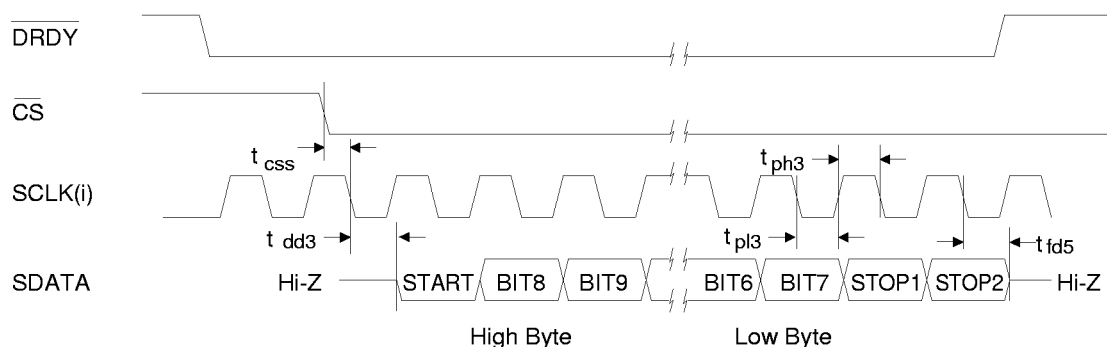 DRDY
CS
t css
t ph3
SCLK(i)
t dd3
t pl3
t fd5
SDATA
Hi-Z
START
BIT8
BIT9
BIT6
BIT7
STOP1
STOP2
Hi-Z
High Byte
Low Byte